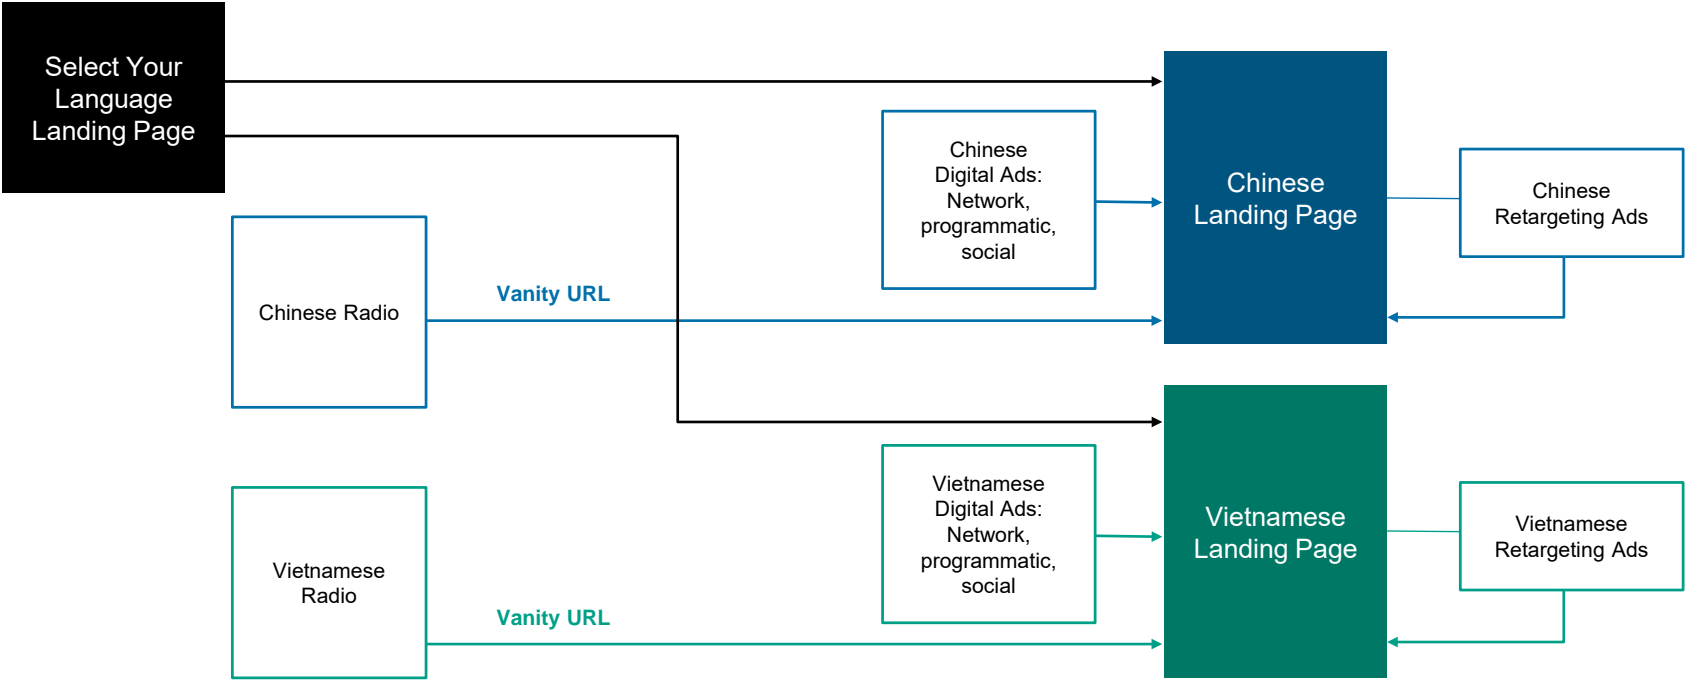 Select Your
Language
Landing Page
Chinese
Digital Ads:
Network,
programmatic,
social
Chinese
Landing Page
Chinese
Retargeting Ads
Vanity URL
Chinese Radio
Vietnamese
Digital Ads:
Network,
programmatic,
social
Vietnamese
Landing Page
Vietnamese
Retargeting Ads
Vietnamese
Radio
Vanity URL